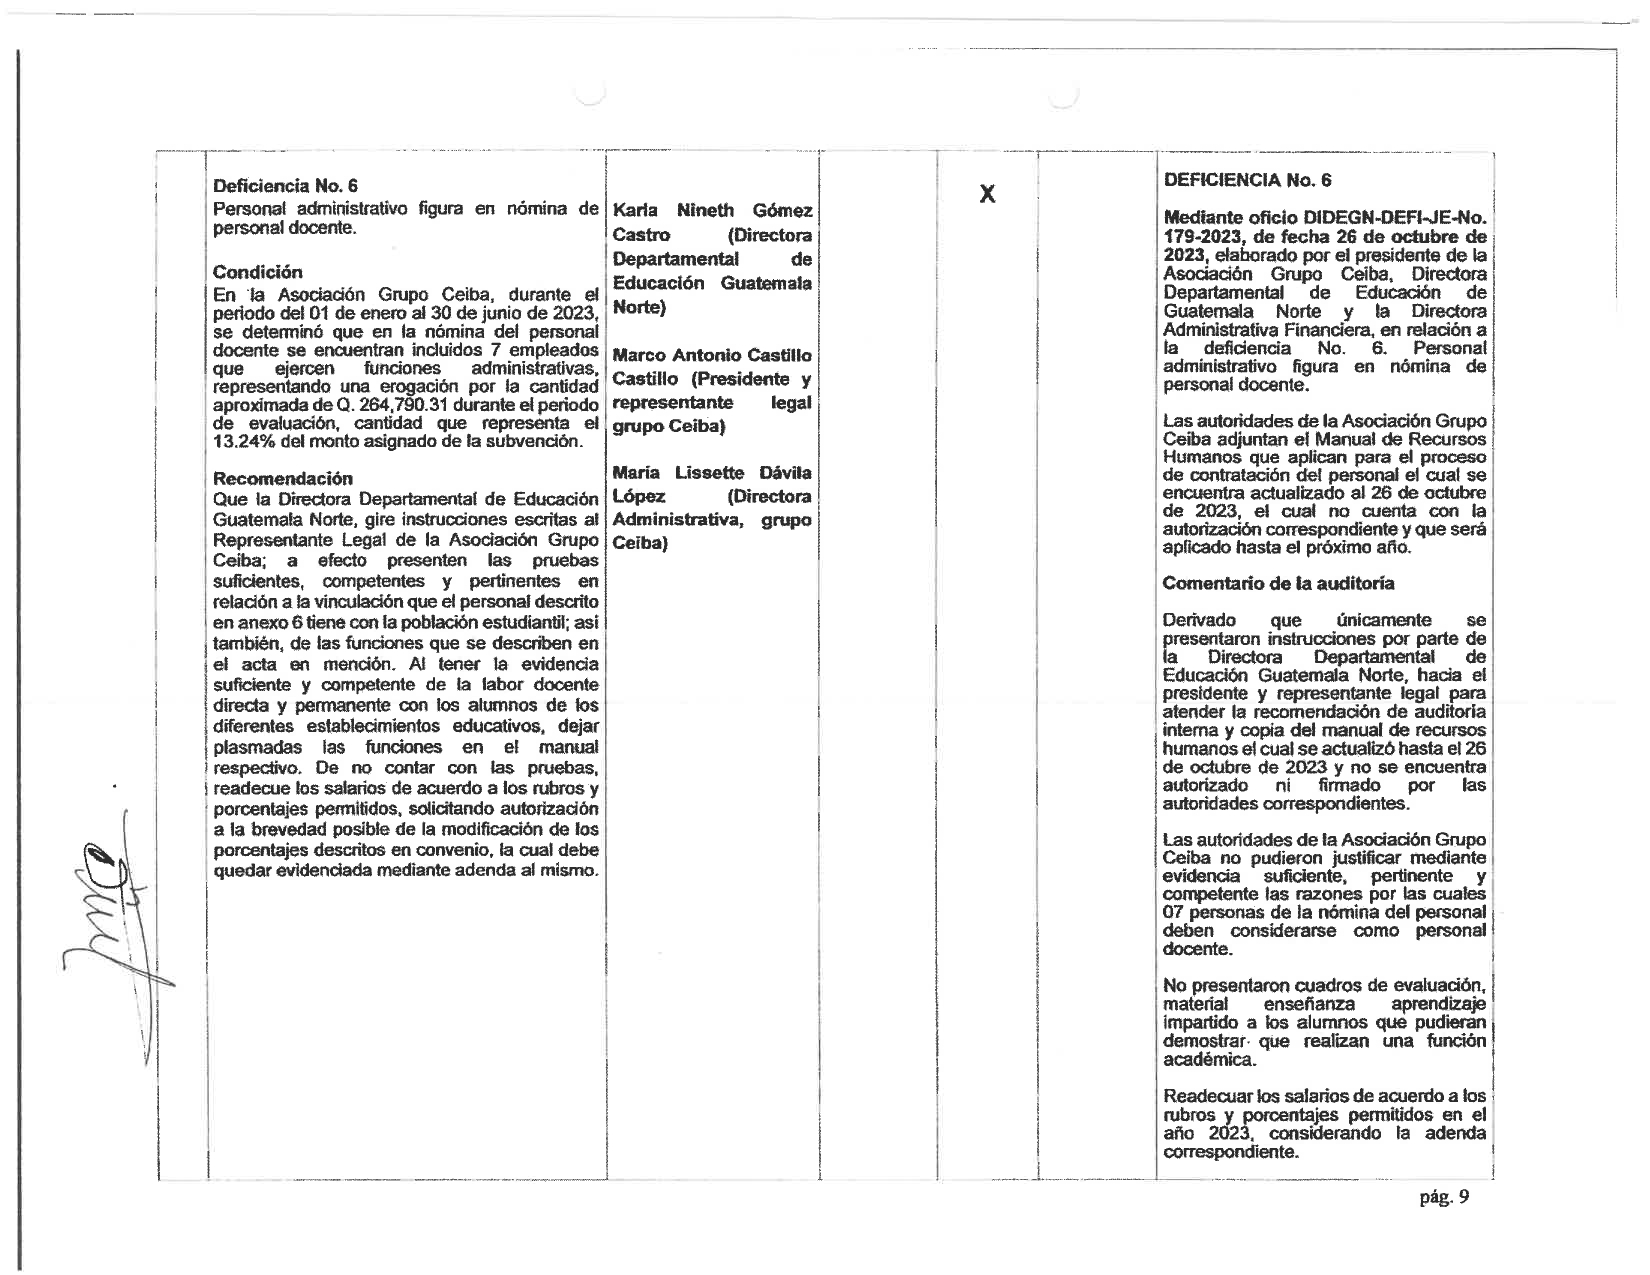 Deficiencia No. 6
Personal administrativo figura en nómina de
personal docente.
Condición
En la Asociación Grupo Ceiba, durante el
periodo del 01 de enero al 30 de junio de 2023,
se determinó que en la nómina del personal
docente se encuentran incluidos 7 empleados
que ejercen funciones administrativas,
representando una erogación por la cantidad
aproximada de Q. 264,790.31 durante el periodo
de evaluación, cantidad que representa el
13.24% del monto asignado de la subvención.
Recomendación
Que la Directora Departamental de Educación
Guatemala Norte, gire instrucciones escritas al
Representante Legal de la Asociación Grupo
Ceiba; a efecto presenten las pruebas
suficientes, competentes y pertinentes en
relación a la vinculación que el personal descrito
en anexo 6 tiene con la población estudiantil; asi
también, de las funciones que se describen en
el acta en mención. Al tener la evidencia
suficiente y competente de la labor docente
directa y permanente con los alumnos de los
diferentes establecimientos educativos, dejar
plasmadas las funciones en el manual
respectivo. De no contar con las pruebas,
readecue los salarios de acuerdo a los rubros y
porcentajes permitidos, solicitando autorización
a la brevedad posible de la modificación de los
porcentajes descritos en convenio, la cual debe
quedar evidenciada mediante adenda al mismo.
Karla Nineth Gómez
Castro (Directora
Departamental de
Educación Guatemala
Norte)
Marco Antonio Castillo
Castillo (Presidente y
representante legal
grupo Ceiba)
María Lissette Dávila
López (Directora
Administrativa, grupo
Ceiba)
X
DEFICIENCIA No. 6
Mediante oficio DIDEGN-DEFI-JE-No.
179-2023, de fecha 26 de octubre de
2023, elaborado por el presidente de la
Asociación Grupo Ceiba, Directora
Departamental de Educación de
Guatemala Norte y la Directora
Administrativa Financiera, en relación a
la deficiencia No. 6. Personal
administrativo figura en nómina de
personal docente.
Las autoridades de la Asociación Grupo
Ceiba adjuntan el Manual de Recursos
Humanos que aplican para el proceso
de contratación del personal el cual se
encuentra actualizado al 26 de octubre
de 2023, el cual no cuenta con la
autorización correspondiente y que será
aplicado hasta el próximo año.
Comentario de la auditoría
Derivado que únicamente se
presentaron instrucciones por parte de
la Directora Departamental de
Educación Guatemala Norte, hacia el
presidente y representante legal para
atender la recomendación de auditoria
interna y copia del manual de recursos
humanos el cual se actualizó hasta el 26
de octubre de 2023 y no se encuentra
autorizado ni firmado por las
autoridades correspondientes.
Las autoridades de la Asociación Grupo
Ceiba no pudieron justificar mediante
evidencia suficiente, pertinente y
competente las razones por las cuales
07 personas de la nómina del personal
deben considerarse como personal
docente.
No presentaron cuadros de evaluación,
material enseñanza aprendizaje
impartido a los alumnos que pudieran
demostrar que realizan una función
académica.
Readecuar los salarios de acuerdo a los
rubros y porcentajes permitidos en el
año 2023, considerando la adenda
correspondiente.
pág. 9